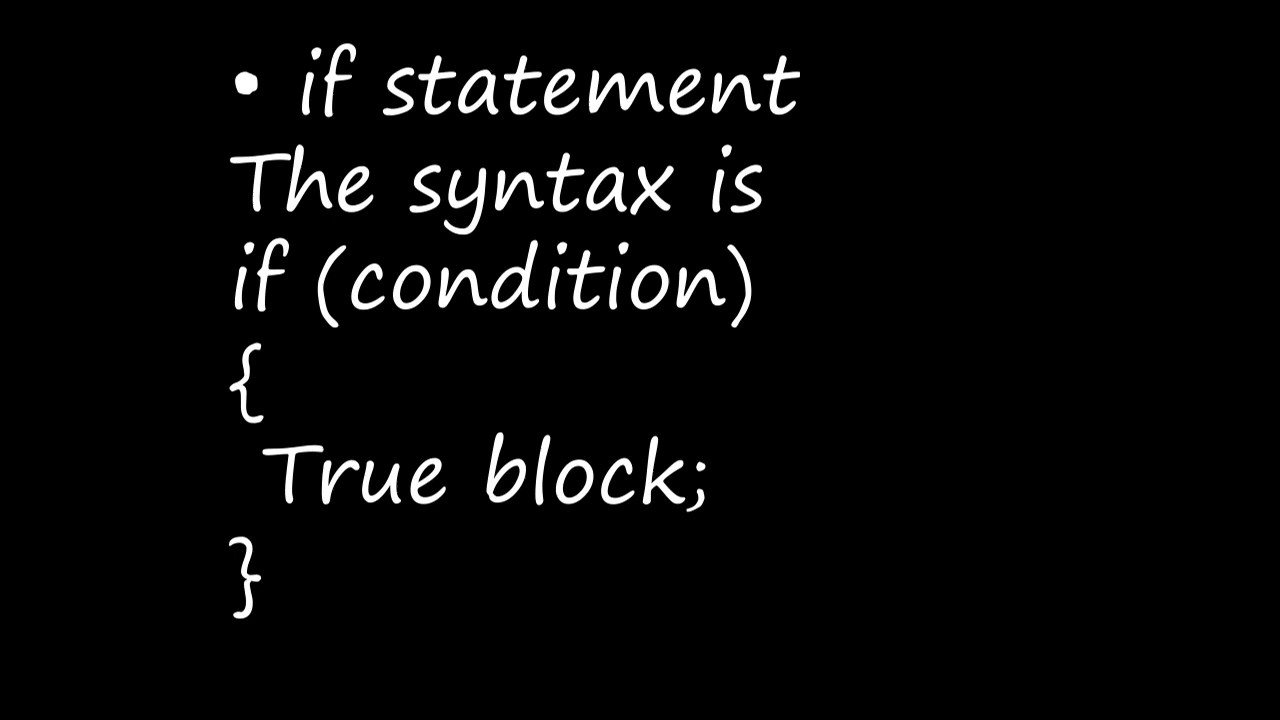 • if statement
The syntax is
if (condition)
{
True block;
}